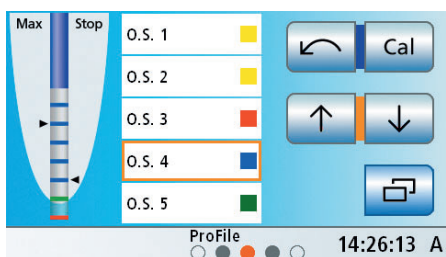 Max Stop
O.S. 1
O.S. 2
O.S. 3
O.S. 4
O.S. 5
Cal
ProFile
14:26:13 A